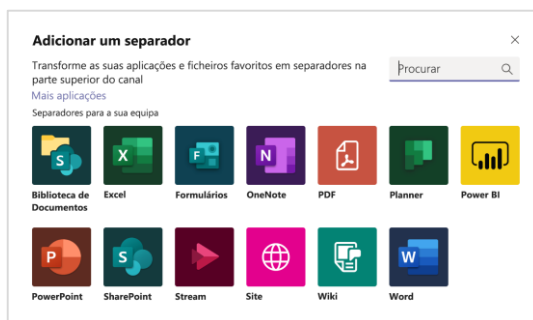 Adicionar um separador
Transforme as suas aplicações e ficheiros favoritos em separadores na
parte superior do canal
Procurar
Mais aplicações
Separadores para a sua equipa
S
X
F
N
Biblioteca de
Documentos
Excel
Formulários
OneNote
PDF
Planner
Power BI
P
S
W
PowerPoint
SharePoint
Stream
Site
Wiki
Word